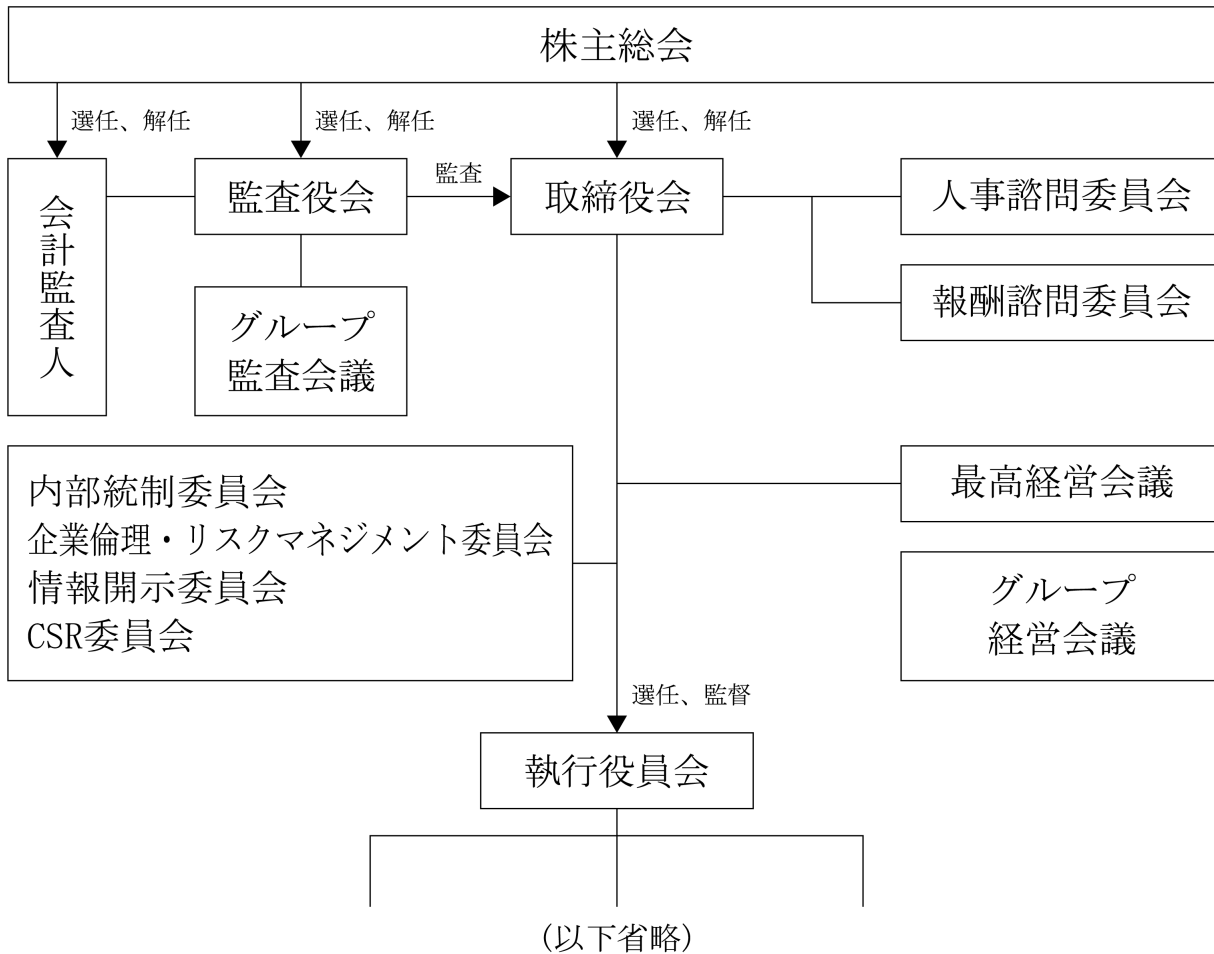 株主総会
選任、解任
選任、解任
選任、解任
会計監査人
監査役会
監査
取締役会
人事諮問委員会
報酬諮問委員会
グループ
監査会議
内部統制委員会
企業倫理・リスクマネジメント委員会
情報開示委員会
CSR委員会
最高経営会議
グループ
経営会議
選任、監督
執行役員会
(以下省略)